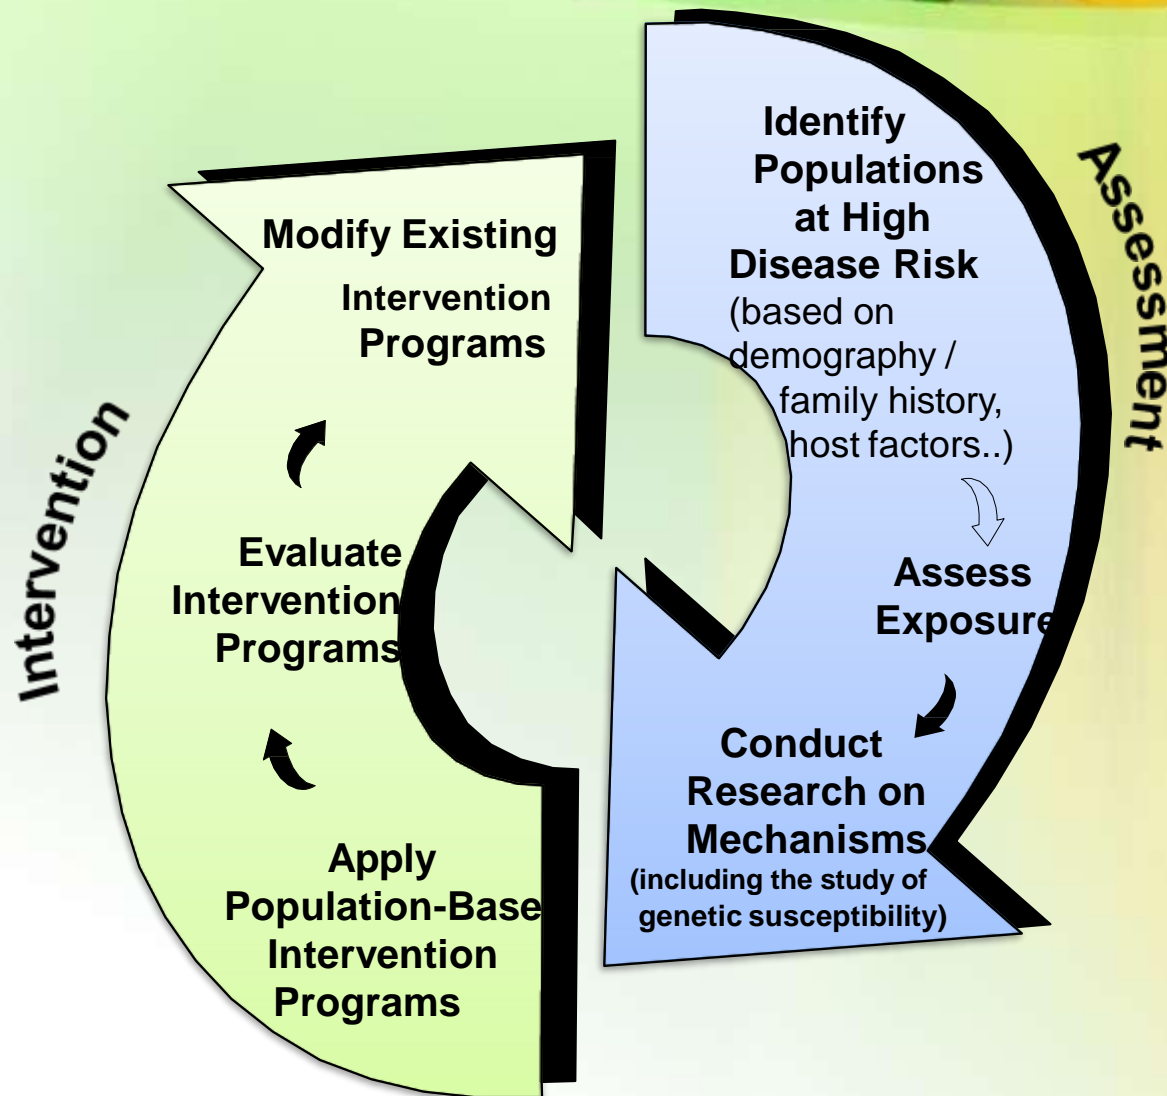 Identify
Populations
at High
Disease Risk
(based on
demography /
family history,
host factors..)
Assess
Exposure
Conduct
Research on
Mechanisms
(including the study of
genetic susceptibility)
Assessment
Apply
Population-Base
Intervention
Programs
Evaluate
Intervention
Programs
Modify Existing
Intervention
Programs
Intervention